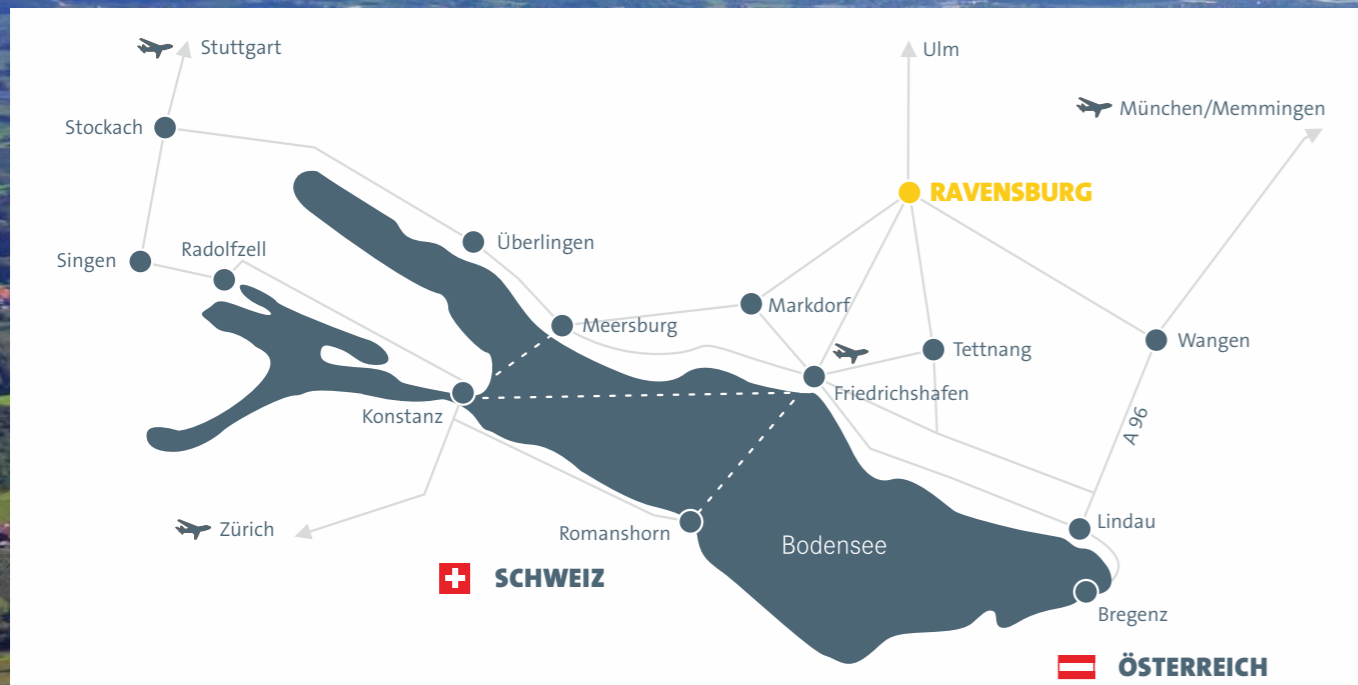 Stuttgart
Ulm
München/Memmingen
Stockach
RAVENSBURG
Überlingen
Radolfzell
Singen
Markdorf
Meersburg
Wangen
Tettnang
Friedrichshafen
Konstanz
A 96
Zürich
Romanshorn
Lindau
Bodensee
SCHWEIZ
Bregenz
ÖSTERREICH